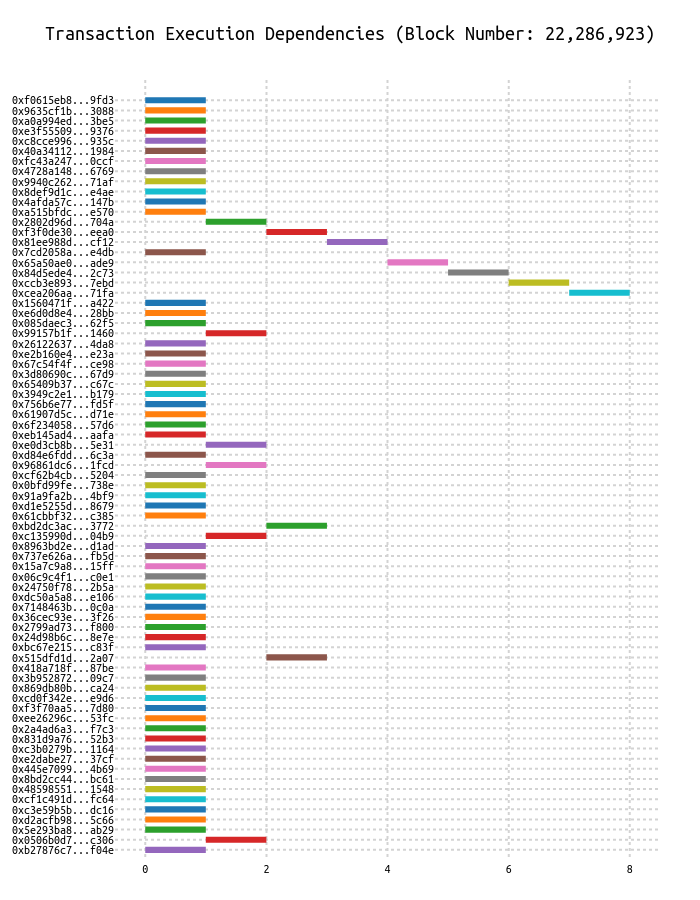 Transaction Execution Dependencies (Block Number: 22,286,923)
0xf0615eb8...9fd3
0x9635cf1b...3088
0xa0a994ed...3be5
0xe3f55509...9376
0xc8cce996...935c
0x40a34112...1984
0xfc43a247...0ccf
0x4728a148...6769
0x9940c262...71af
0x8def9d1c...e4ae
0x4afda57c...147b
0xa515bfdc...e570
0x2802d96d...704a
0xf3f0de30...eea0
0x81ee988d...cf12
0x7cd2058a...e4db
0x65a50ae0...ade9
0x84d5ede4...2c73
0xccb3e893...7ebd
0xcea206aa...71fa
0x1560471f...a422
0xe6d0d8e4...28bb
0x085daec3...62f5
0x99157b1f...1460
0x26122637...4da8
0xe2b160e4...e23a
0x67c54f4f...ce98
0x3d80690c...67d9
0x65409b37...c67c
0x3949c2e1...b179
0x756b6e77...fd5f
0x61907d5c...d71e
0x6f234058...57d6
0xeb145ad4...aafa
0xe0d3cb8b...5e31
0xd84e6fdd...6c3a
0x96861dc6...1fcd
0xcf62b4cb...5204
0x0bfd99fe...738e
0x91a9fa2b...4bf9
0xd1e5255d...8679
0x61cbbf32...c385
0xbd2dc3ac...3772
0xc135990d...04b9
0x8963bd2e...d1ad
0x737e626a...fb5d
0x15a7c9a8...15ff
0x06c9c4f1...c0e1
0x24750f78...2b5a
0xdc50a5a8...e106
0x7148463b...0c0a
0x36cec93e...3f26
0x2799ad73...f800
0x24d98b6c...8e7e
0xbc67e215...c83f
0x515dfd1d...2a07
0x418a718f...87be
0x3b952872...09c7
0x869db80b...ca24
0xcd0f342e...e9d6
0xf3f70aa5...7d80
0xee26296c...53fc
0x2a4ad6a3...f7c3
0x831d9a76...52b3
0xc3b0279b...1164
0xe2dabe27...37cf
0x445e7099...4b69
0x8bd2cc44...bc61
0x48598551...1548
0xcf1c491d...fc64
0xc3e59b5b...dc16
0xd2acfb98...5c66
0x5e293ba8...ab29
0x0506b0d7...c306
0xb27876c7...f04e
0 2 4 6 8